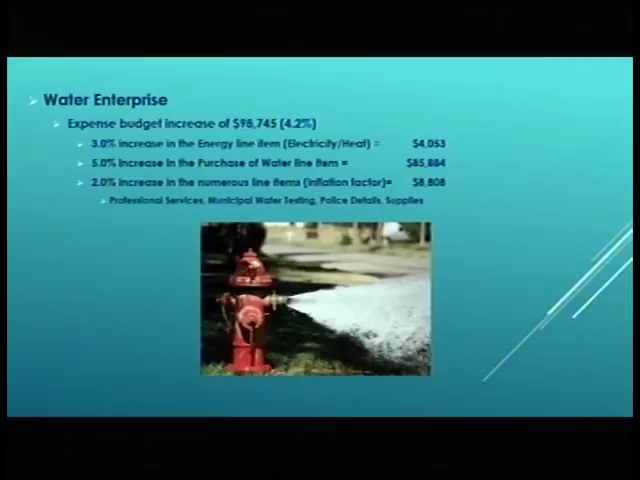 Water Enterprise
Expense budget increase of $98,745 (4.2%)
3.0% increase in the Energy line item (Electricity/Heat) = $4,053
5.0% increase in the Purchase of Water line item = $85,884
2.0% increase in the numerous line items (inflation factor)= $8,808
Professional Services, Municipal Water Testing, Police Details, Supplies